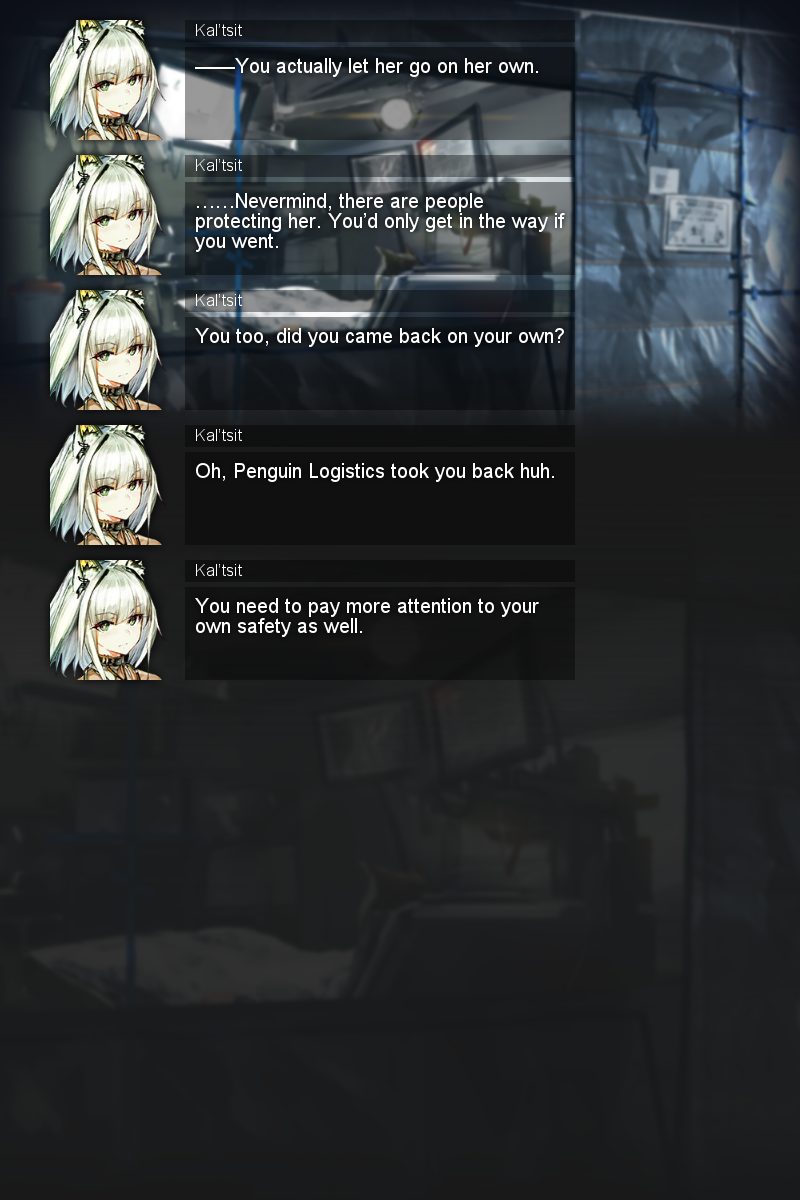 Kal'tsit
——You actually let her go on her own.
Kal'tsit
……Nevermind, there are people
protecting her. You'd only get in the way if
you went.
Kal'tsit
You too, did you came back on your own?
Kal'tsit
Oh, Penguin Logistics took you back huh.
Kal'tsit
You need to pay more attention to your
own safety as well.